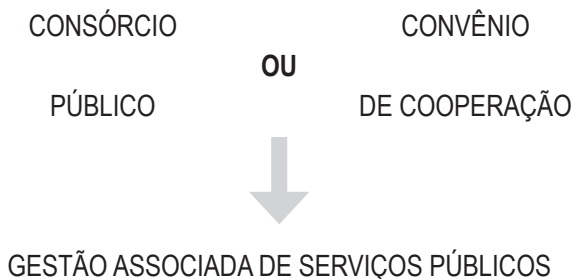 CONSÓRCIO CONVÊNIO
OU
PÚBLICO DE COOPERAÇÃO
GESTÃO ASSOCIADA DE SERVIÇOS PÚBLICOS